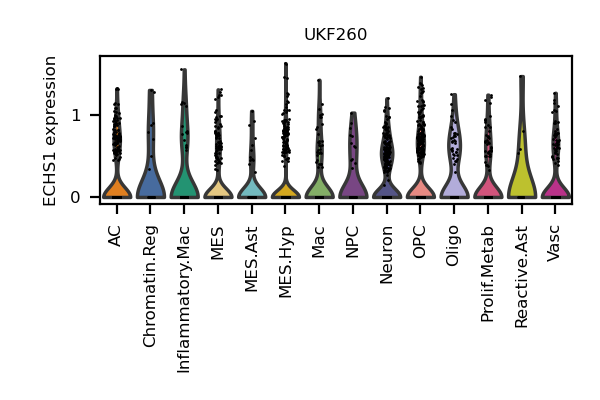 UKF260
ECHS1 expression
1
0
AC
Chromatin.Reg
Inflammatory.Mac
MES
MES.Ast
MES.Hyp
Mac
NPC
Neuron
OPC
Oligo
Prolif.Metab
Reactive.Ast
Vasc